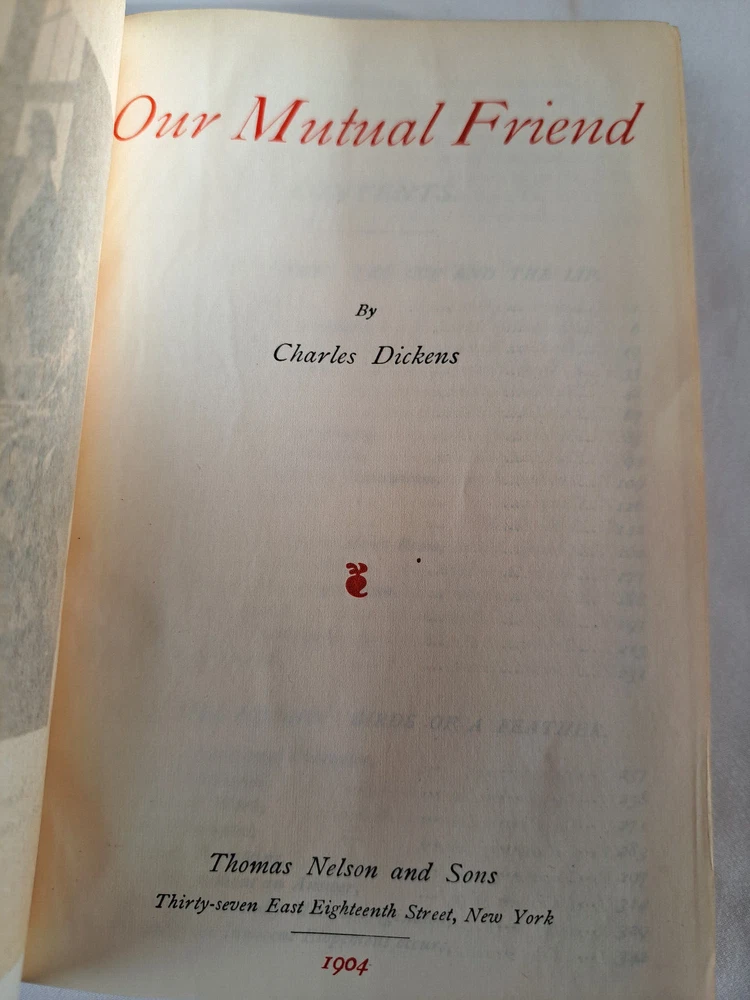 Our Mutual Friend
By
Charles Dickens
Thomas Nelson and Sons
Thirty-seven East Eighteenth Street, New York
1904